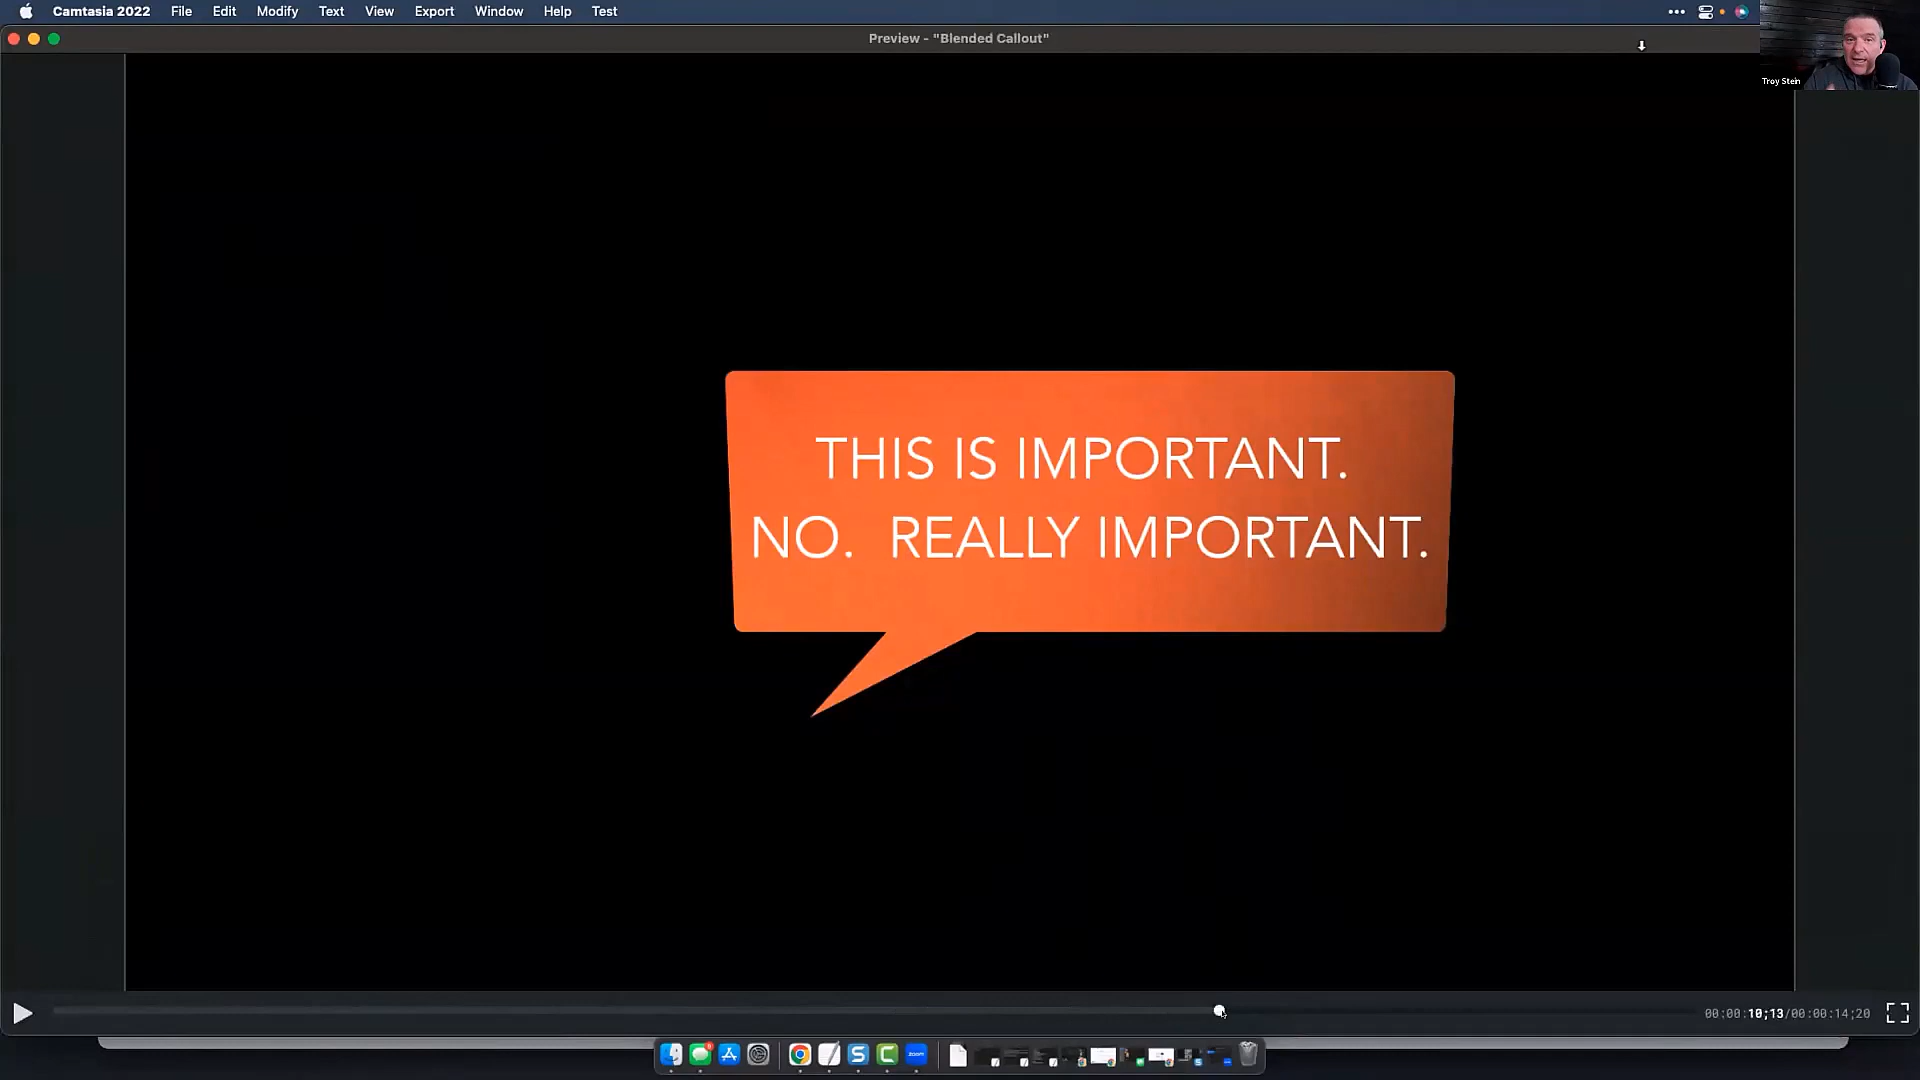 Camtasia 2022 File Edit Modify Text View Export Window Help Test
Preview - "Blended Callout"
Troy Stein
THIS IS IMPORTANT.
NO. REALLY IMPORTANT.
00:00:10;13/00:00:14;20
zoom